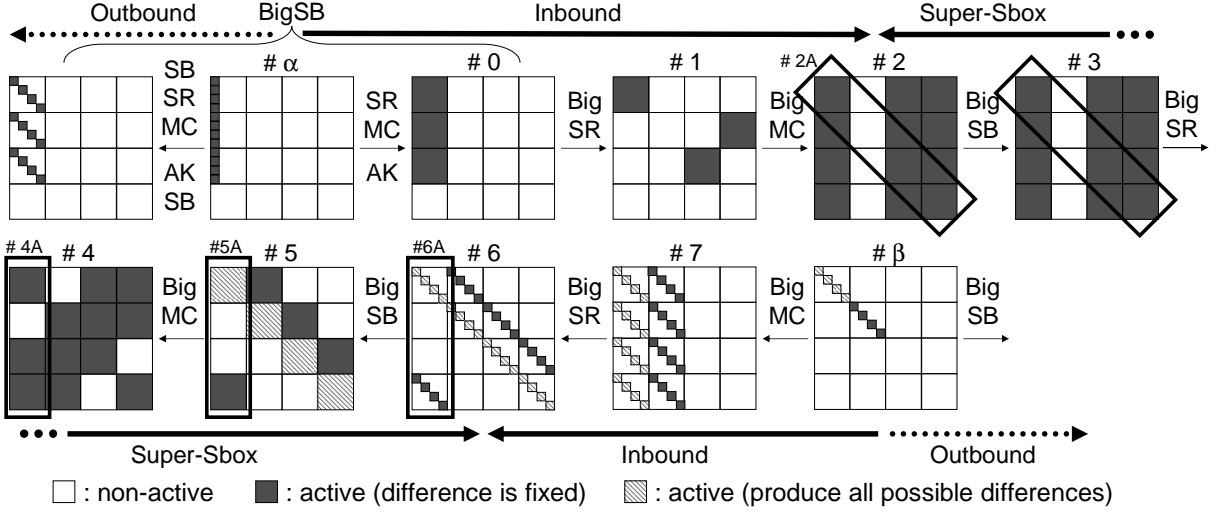 Outbound BigSB Inbound Super-Sbox
# α # 0 # 1 # 2A # 2 # 3
SB
SR
MC
AK
SB
SR
MC
AK
Big
SR
Big
MC
Big
SB
Big
SR
# 4A # 4 #5A # 5 #6A # 6 # 7 # β
Big
MC
Big
SB
Big
SR
Big
MC
Big
SB
Super-Sbox Inbound Outbound
: non-active : active (difference is fixed) : active (produce all possible differences)